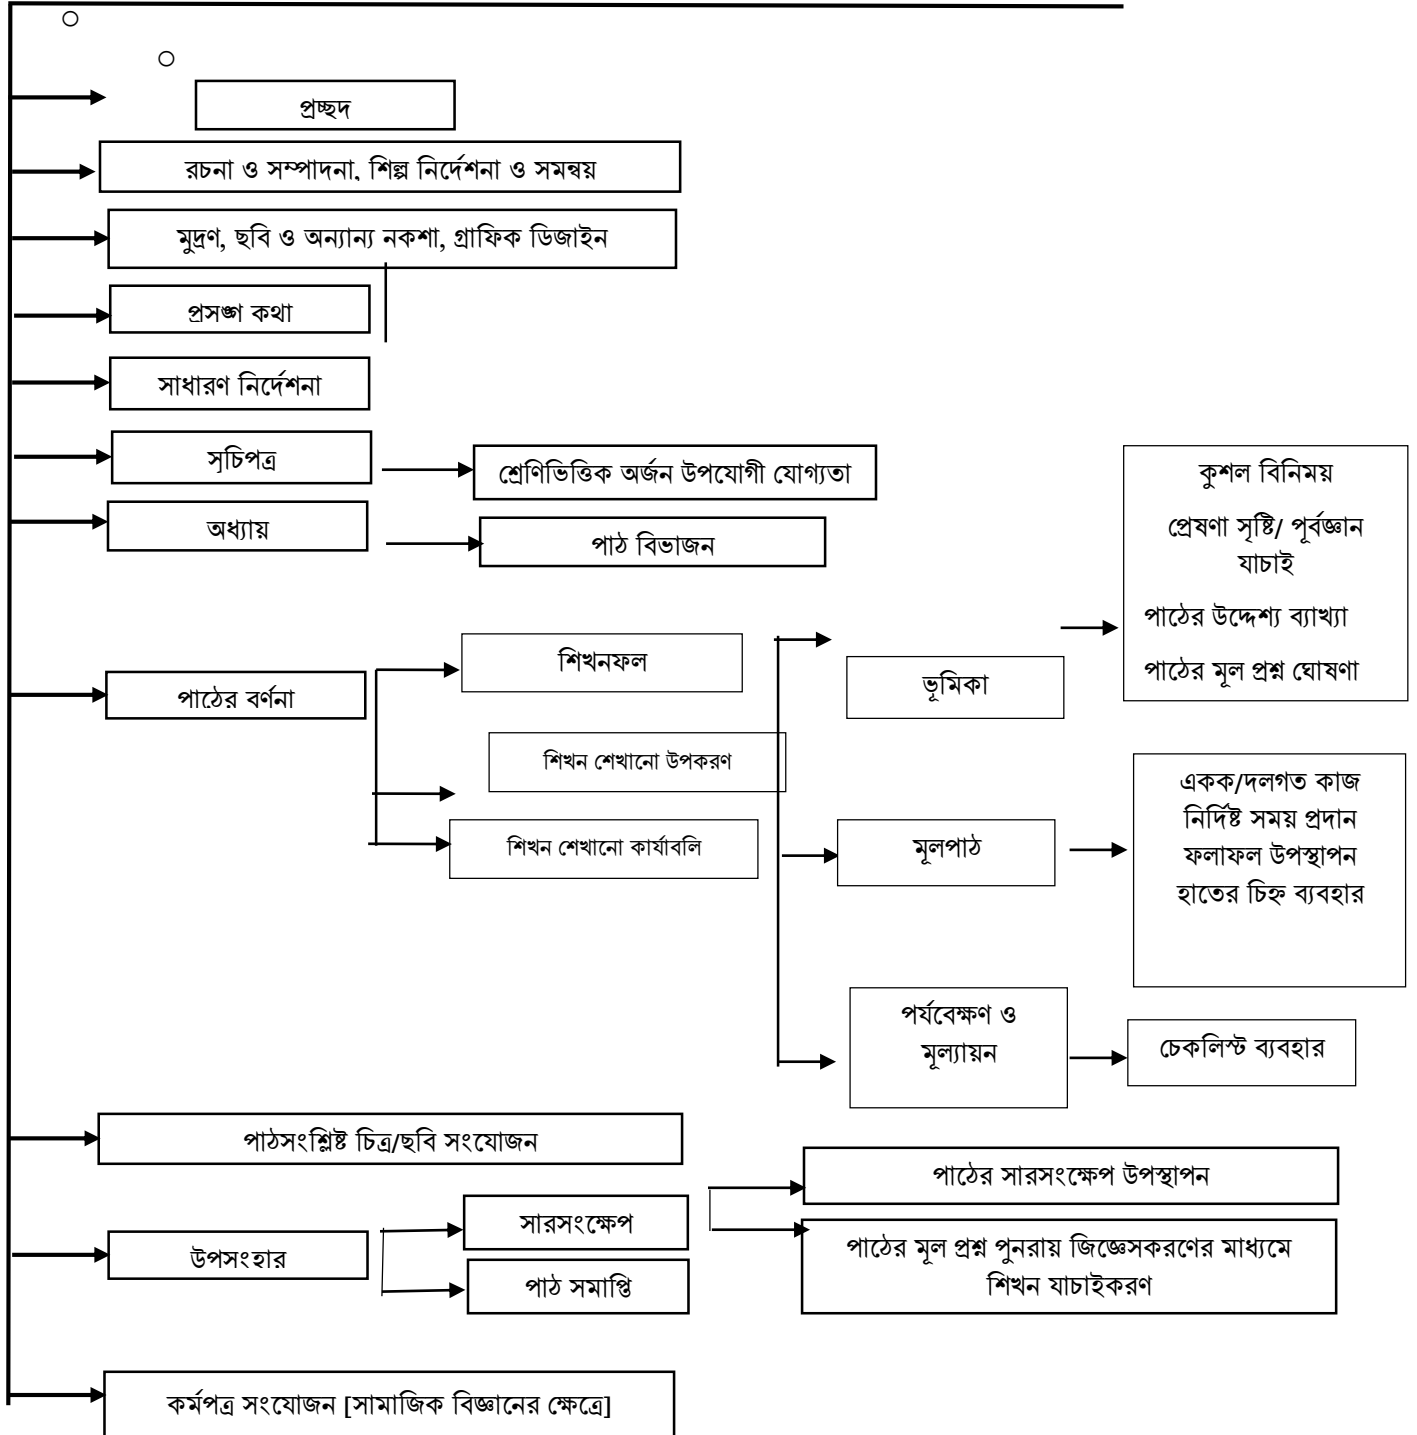 প্রচ্ছদ
রচনা ও সম্পাদনা, শিল্প নির্দেশনা ও সমন্বয়
মুদ্রণ, ছবি ও অন্যান্য নকশা, গ্রাফিক ডিজাইন
প্রসঙ্গ কথা
সাধারণ নির্দেশনা
সূচিপত্র
শ্রেণিভিত্তিক অর্জন উপযোগী যোগ্যতা
অধ্যায়
পাঠ বিভাজন
পাঠের বর্ণনা
শিখনফল
শিখন শেখানো উপকরণ
শিখন শেখানো কার্যাবলি
ভূমিকা
কুশল বিনিময়
প্রেষণা সৃষ্টি/ পূর্বজ্ঞান
যাচাই
পাঠের উদ্দেশ্য ব্যাখ্যা
পাঠের মূল প্রশ্ন ঘোষণা
মূলপাঠ
একক/দলগত কাজ
নির্দিষ্ট সময় প্রদান
ফলাফল উপস্থাপন
হাতের চিহ্ন ব্যবহার
পর্যবেক্ষণ ও
মূল্যায়ন
চেকলিস্ট ব্যবহার
পাঠসংশ্লিষ্ট চিত্র/ছবি সংযোজন
উপসংহার
সারসংক্ষেপ
পাঠ সমাপ্তি
পাঠের সারসংক্ষেপ উপস্থাপন
পাঠের মূল প্রশ্ন পুনরায় জিজ্ঞেসকরণের মাধ্যমে
শিখন যাচাইকরণ
কর্মপত্র সংযোজন [সামাজিক বিজ্ঞানের ক্ষেত্রে]